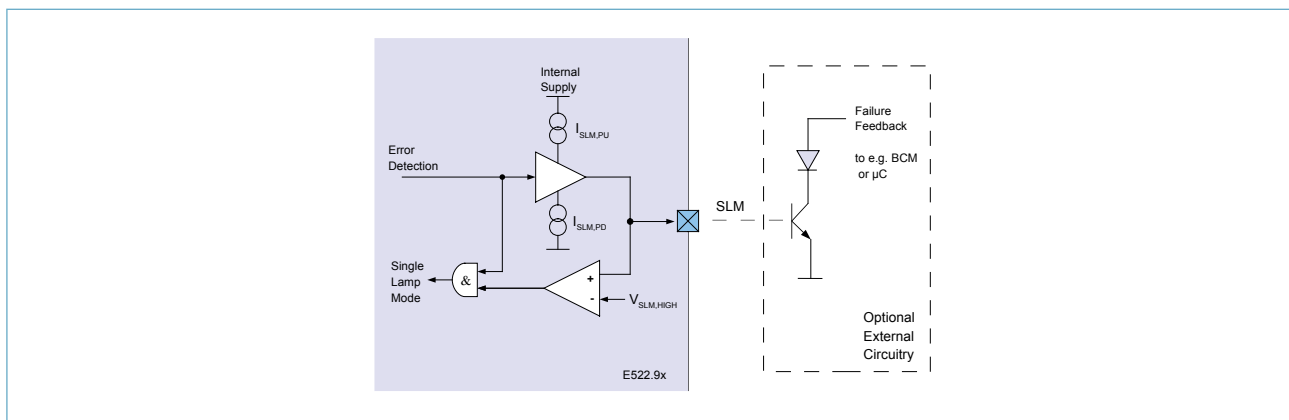 Internal
Supply
I_SLM,PU
Error
Detection
I_SLM,PD
Single
Lamp
Mode
&
+
-
V_SLM,HIGH
E522.9x
SLM
Failure
Feedback
to e.g. BCM
or µC
Optional
External
Circuitry